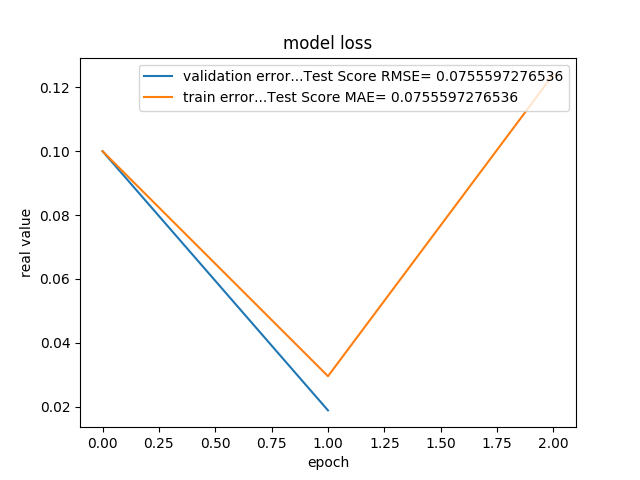 model loss
validation error...Test Score RMSE= 0.0755597276536
train error...Test Score MAE= 0.0755597276536
0.12
0.10
0.08
0.06
0.04
0.02
real value
0.00 0.25 0.50 0.75 1.00 1.25 1.50 1.75 2.00
epoch